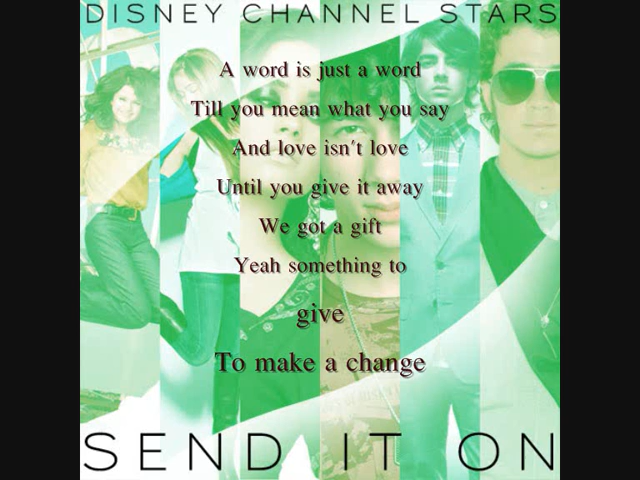 DISNEY CHANNEL STARS
A word is just a word
Till you mean what you say
And love isn't love
Until you give it away
We got a gift
Yeah something to
give
To make a change
SEND IT ON